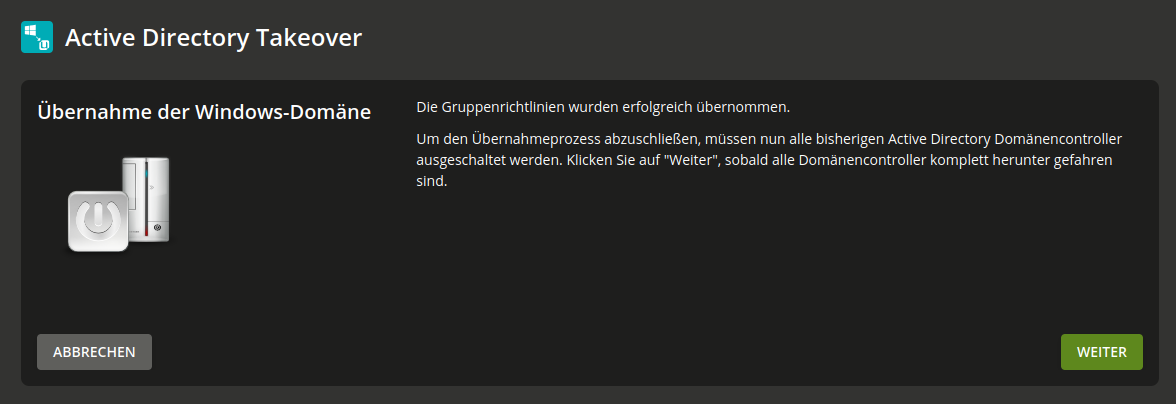 Active Directory Takeover
Übernahme der Windows-Domäne
Die Gruppenrichtlinien wurden erfolgreich übernommen.
Um den Übernahmeprozess abzuschließen, müssen nun alle bisherigen Active Directory Domänencontroller
ausgeschaltet werden. Klicken Sie auf "Weiter", sobald alle Domänencontroller komplett herunter gefahren
sind.
ABBRECHEN
WEITER